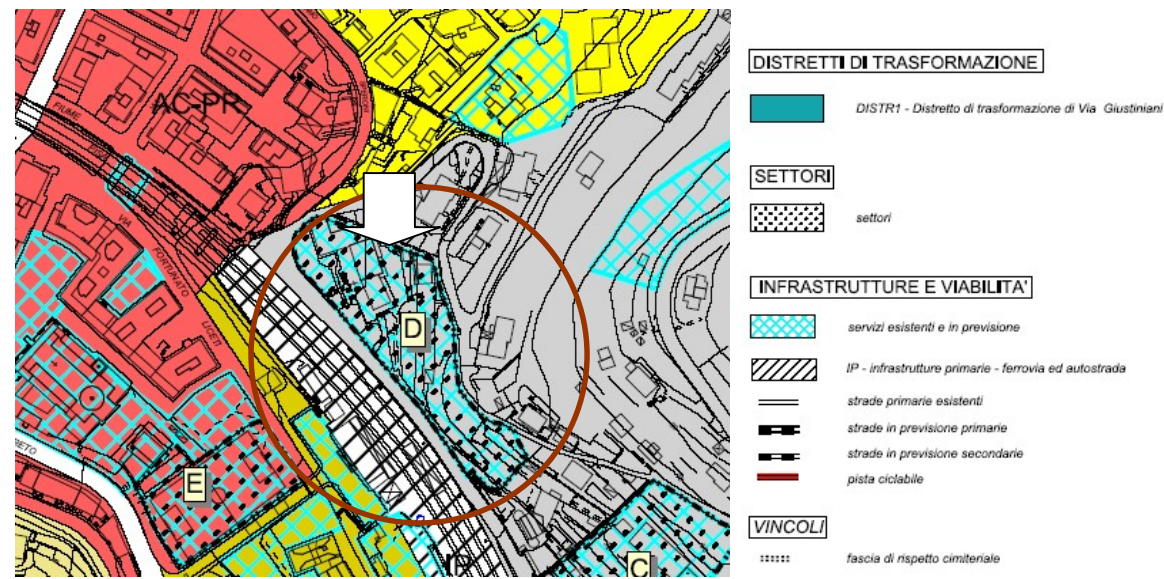 AC-PR
FIUME
VIA
FORTUNATO
LICETI
D
E
C
IP
DISTRETTI DI TRASFORMAZIONE
DISTR1 - Distretto di trasformazione di Via Giustiniani
SETTORI
settori
INFRASTRUTTURE E VIABILITA'
servizi esistenti e in previsione
IP - infrastrutture primarie - ferrovia ed autostrada
strade primarie esistenti
strade in previsione primarie
strade in previsione secondarie
pista ciclabile
VINCOLI
fascia di rispetto cimiteriale